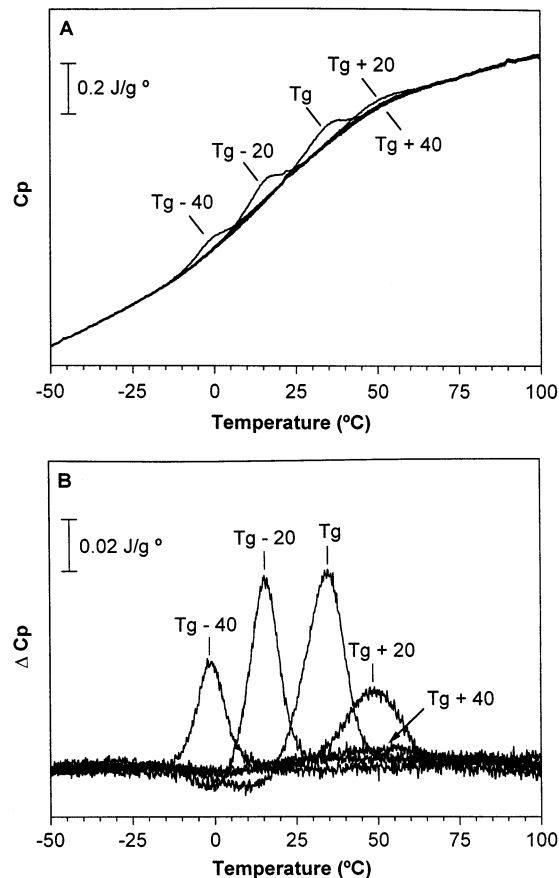 A
0.2 J/g º
Tg - 40
Tg - 20
Tg
Tg + 20
Tg + 40
Cp
-50 -25 0 25 50 75 100
Temperature (ºC)
B
0.02 J/g º
Tg - 40
Tg - 20
Tg
Tg + 20
Tg + 40
Δ Cp
-50 -25 0 25 50 75 100
Temperature (ºC)